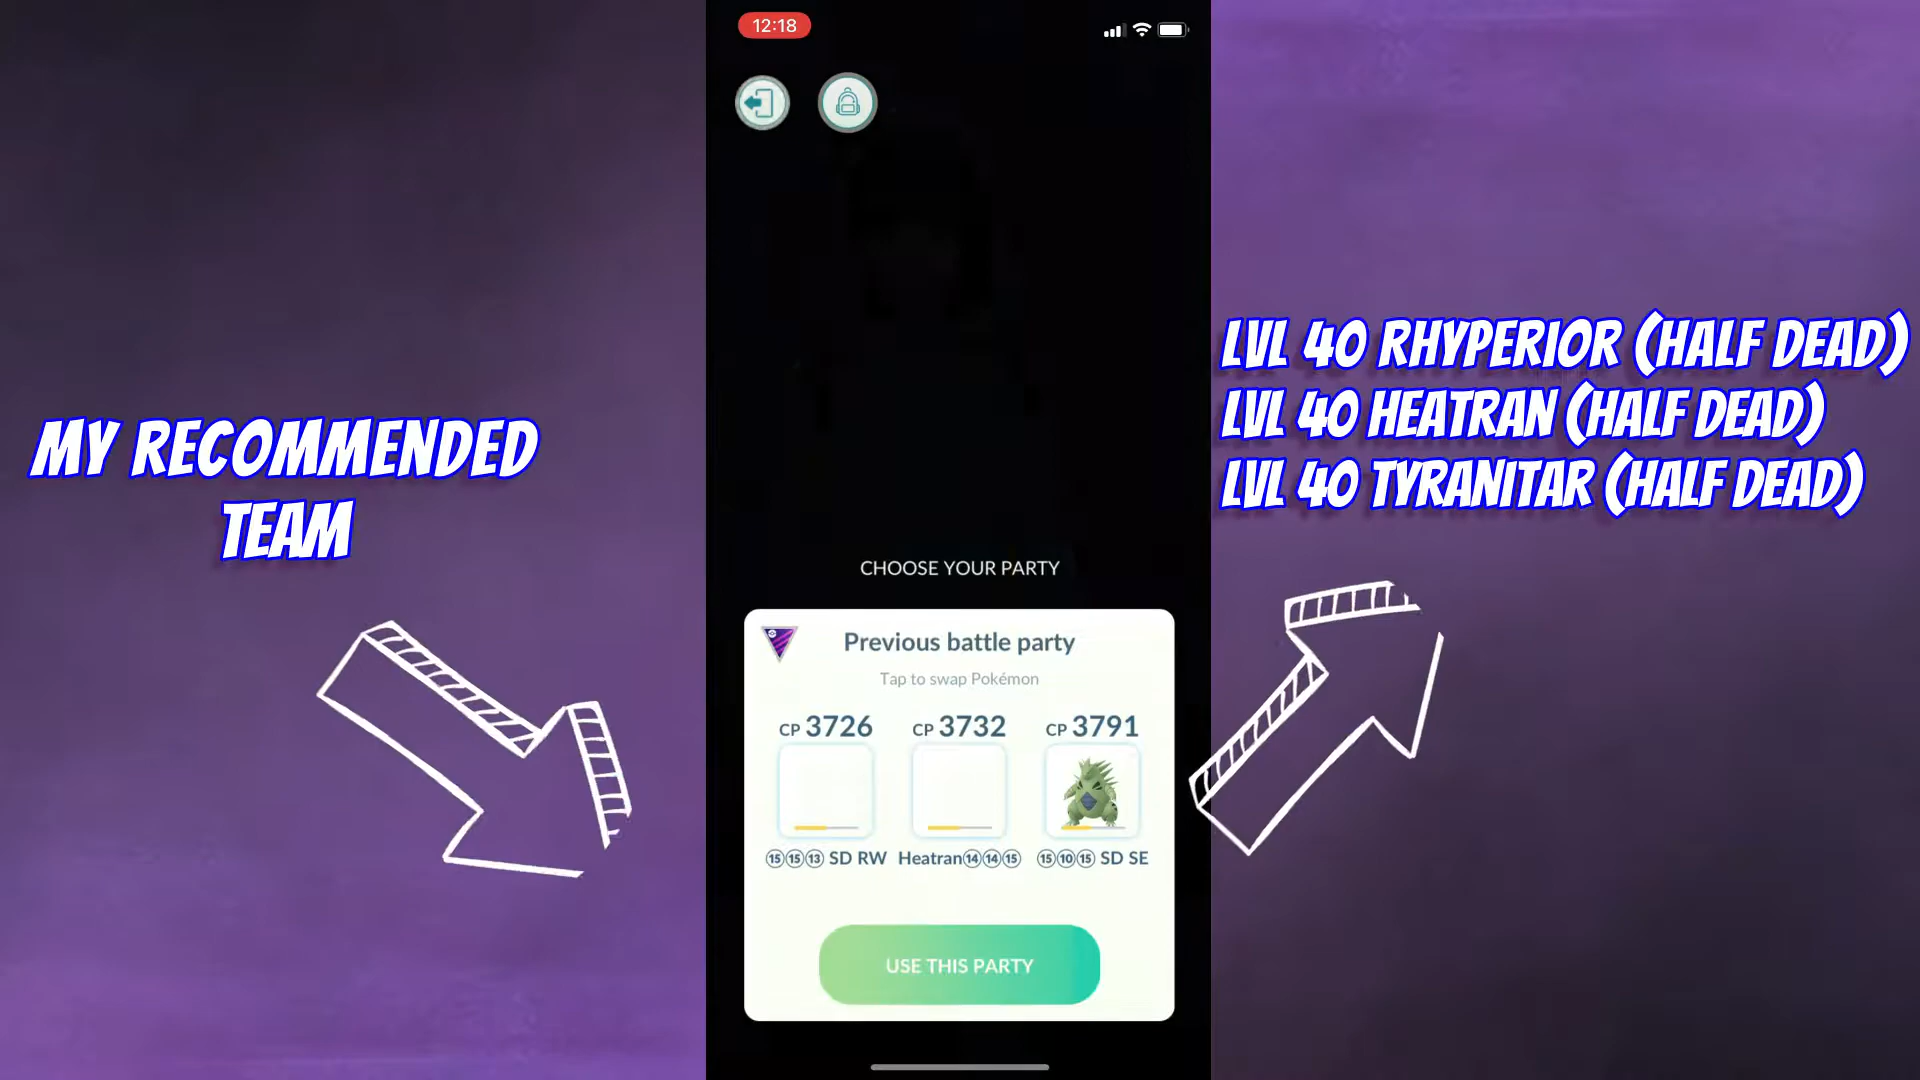 12:18
MY RECOMMENDED
TEAM
LVL 40 RHYPERIOR (HALF DEAD)
LVL 40 HEATRAN (HALF DEAD)
LVL 40 TYRANITAR (HALF DEAD)
CHOOSE YOUR PARTY
Previous battle party
Tap to swap Pokémon
CP 3726 CP 3732 CP 3791
⑮⑮⑬ SD RW Heatran⑭⑭⑮ ⑮⑩⑮ SD SE
USE THIS PARTY